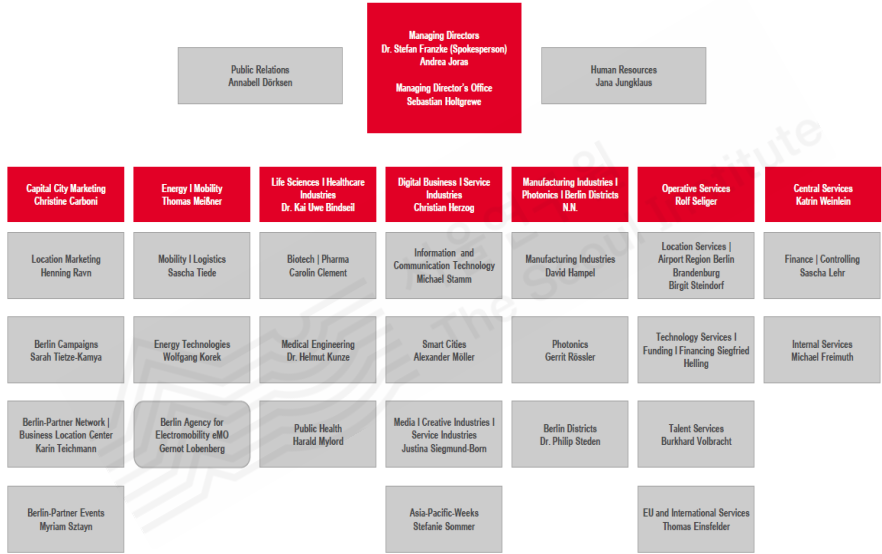 Managing Directors
Dr. Stefan Franzke (Spokesperson)
Andrea Joras
Managing Director's Office
Sebastian Holtgrewe
Public Relations
Annabell Dörksen
Human Resources
Jana Jungklaus
Capital City Marketing
Christine Carboni
Energy I Mobility
Thomas Meißner
Life Sciences I Healthcare
Industries
Dr. Kai Uwe Bindseil
Digital Business I Service
Industries
Christian Herzog
Manufacturing Industries I
Photonics I Berlin Districts
N.N.
Operative Services
Rolf Seliger
Central Services
Katrin Weinlein
Location Marketing
Henning Ravn
Mobility I Logistics
Sascha Tiede
Biotech | Pharma
Carolin Clement
Information and
Communication Technology
Michael Stamm
Manufacturing Industries
David Hampel
Location Services |
Airport Region Berlin
Brandenburg
Birgit Steindorf
Finance | Controlling
Sascha Lehr
Berlin Campaigns
Sarah Tietze-Kamya
Energy Technologies
Wolfgang Korek
Medical Engineering
Dr. Helmut Kunze
Smart Cities
Alexander Möller
Photonics
Gerrit Rössler
Technology Services I
Funding I Financing Siegfried
Helling
Internal Services
Michael Freimuth
Berlin-Partner Network |
Business Location Center
Karin Teichmann
Berlin Agency for
Electromobility eMO
Gernot Lobenberg
Public Health
Harald Mylord
Media I Creative Industries I
Service Industries
Justina Siegmund-Born
Berlin Districts
Dr. Philip Steden
Talent Services
Burkhard Volbracht
Berlin-Partner Events
Myriam Sztayn
Asia-Pacific-Weeks
Stefanie Sommer
EU and International Services
Thomas Einsfelder
서울연구원
The Seoul Institute